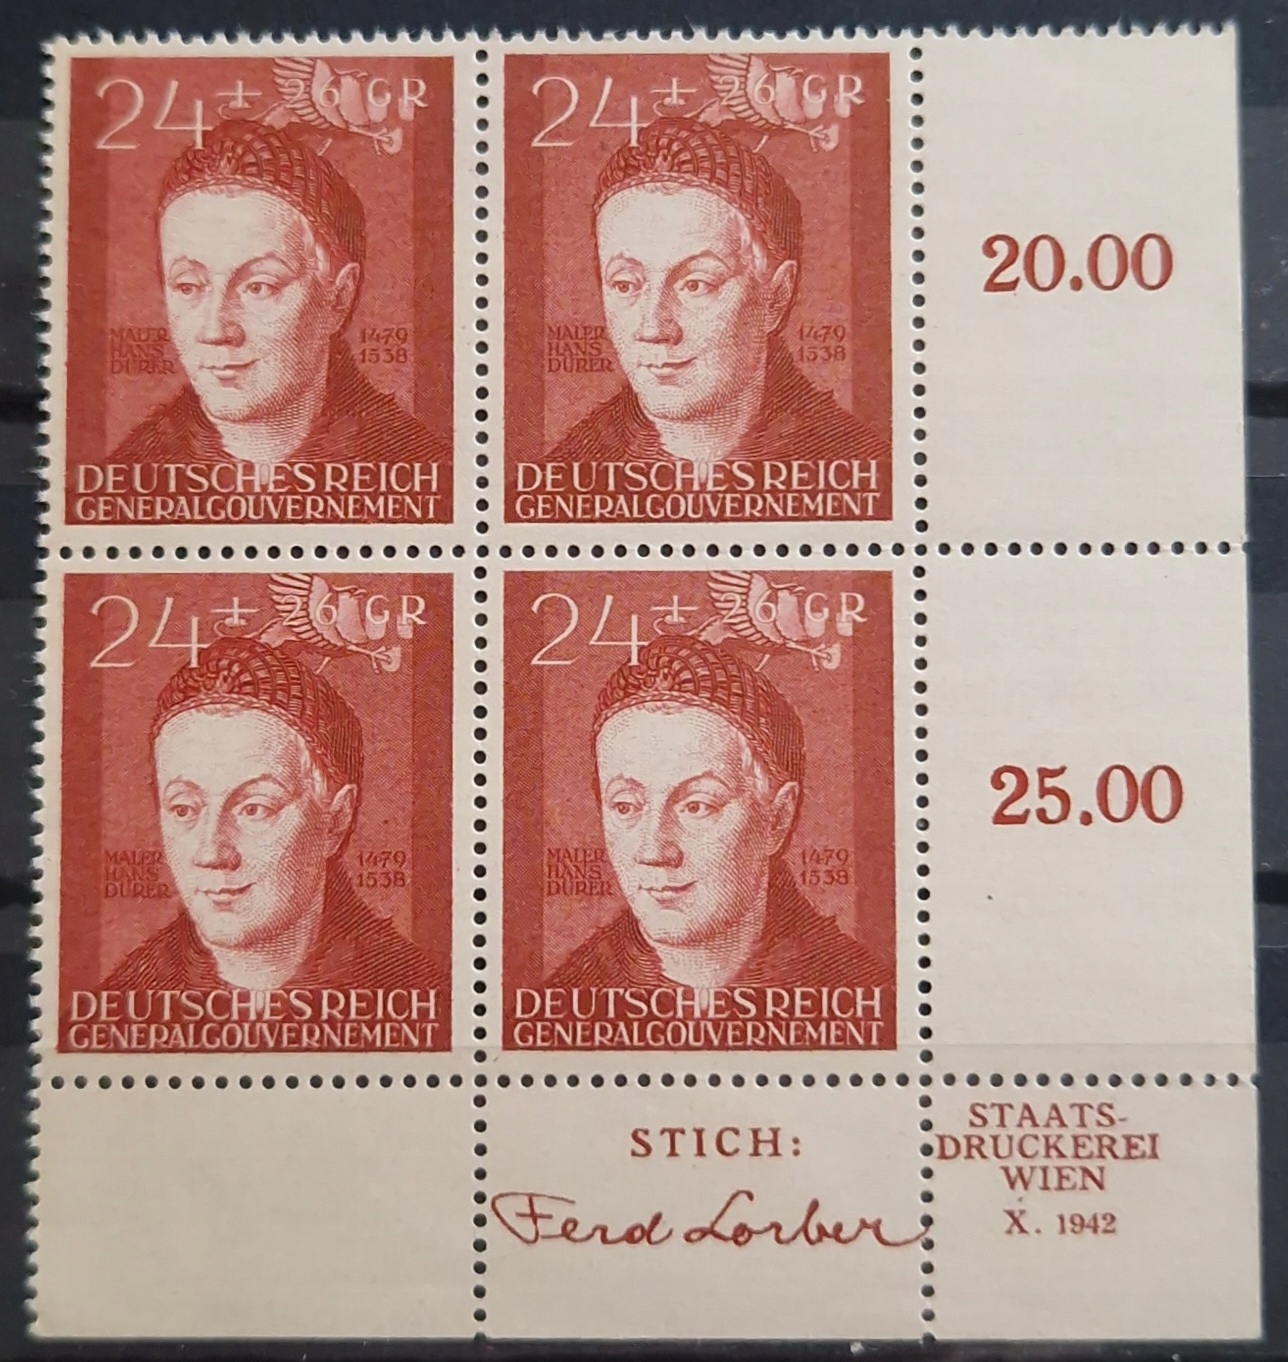 24 + 26 GR
MALER
HANS
DÜRER
1479
1538
DEUTSCHES REICH
GENERALGOUVERNEMENT
24 + 26 GR
MALER
HANS
DÜRER
1479
1538
DEUTSCHES REICH
GENERALGOUVERNEMENT
20.00
24 + 26 GR
MALER
HANS
DÜRER
1479
1538
DEUTSCHES REICH
GENERALGOUVERNEMENT
24 + 26 GR
MALER
HANS
DÜRER
1479
1538
DEUTSCHES REICH
GENERALGOUVERNEMENT
25.00
STICH:
Ferd Lorber
STAATS-
DRUCKEREI
WIEN
X. 1942